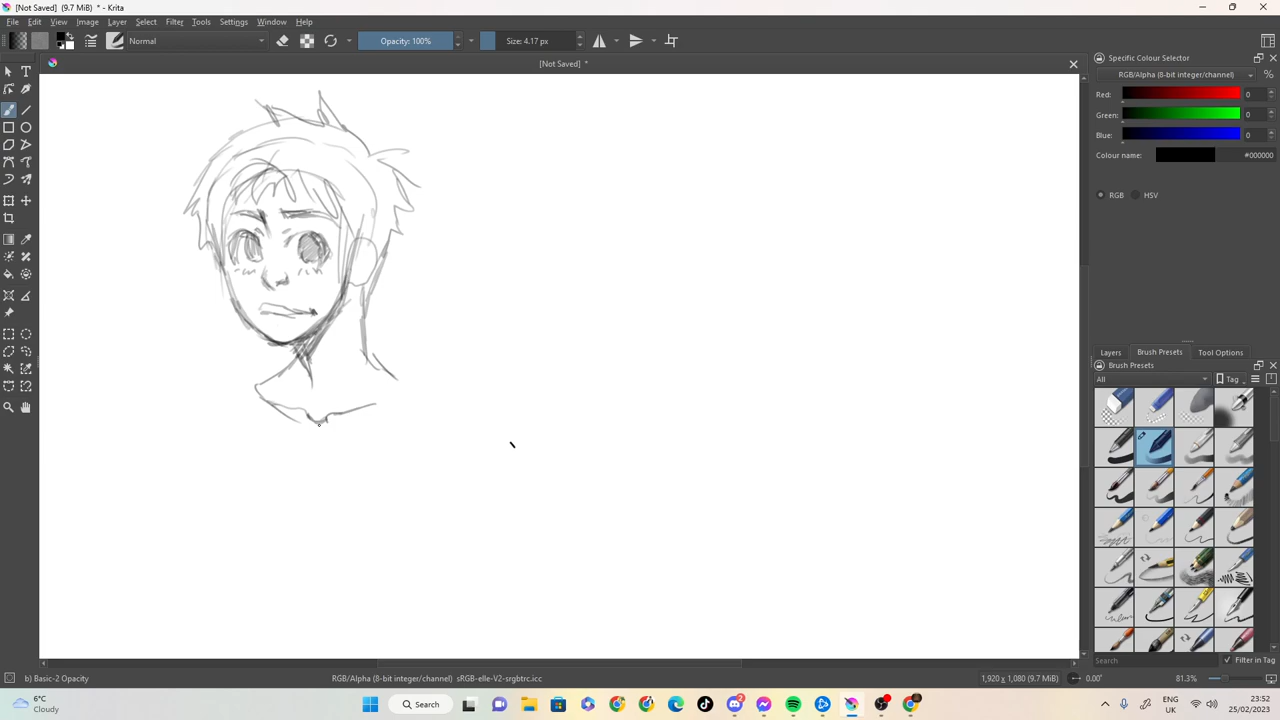 [Not Saved] (9.7 MiB) * - Krita
File Edit View Image Layer Select Filter Tools Settings Window Help
Normal
Opacity: 100%
Size: 4.17 px
[Not Saved] *
Specific Colour Selector
RGB/Alpha (8-bit integer/channel)
%
Red: 0
Green: 0
Blue: 0
Colour name: #000000
RGB HSV
Layers Brush Presets Tool Options
Brush Presets
All Tag
Search Filter in Tag
b) Basic-2 Opacity
RGB/Alpha (8-bit integer/channel) sRGB-elle-V2-srgbtrc.icc
1,920 x 1,080 (9.7 MiB)
0.00°
81.3%
6°C
Cloudy
Search
ENG
UK
23:52
25/02/2023